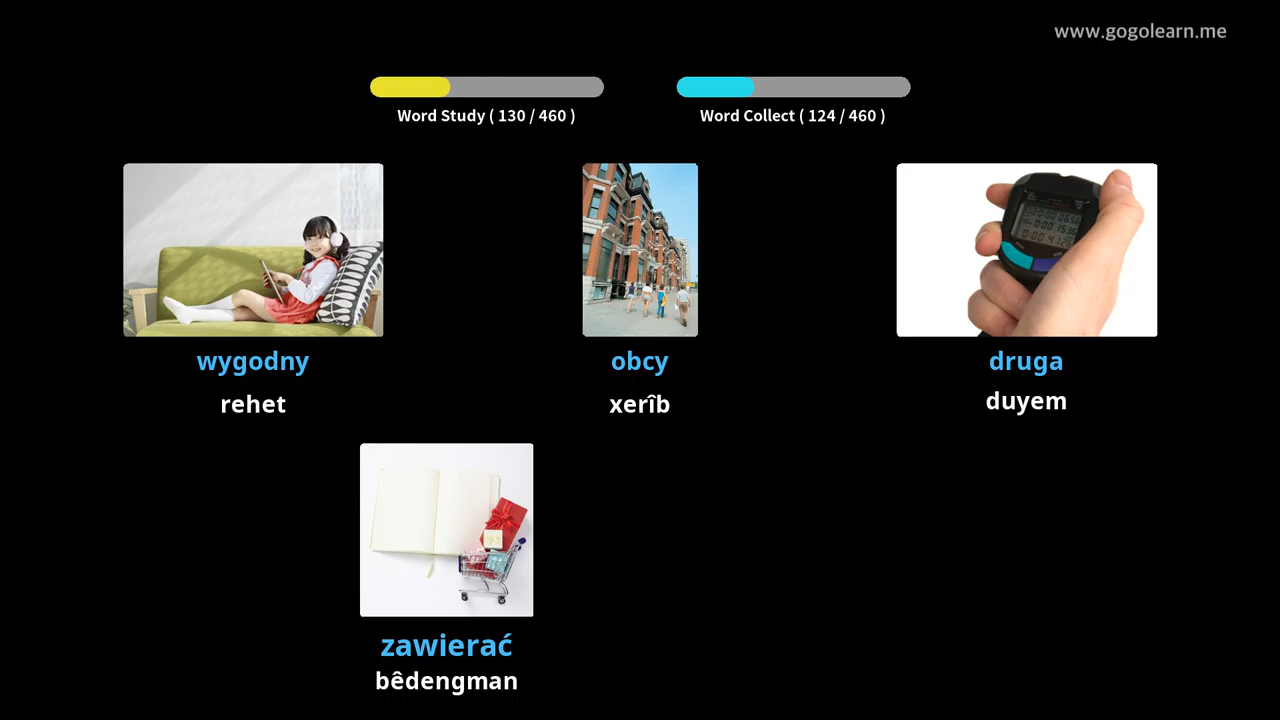 www.gogolearn.me
Word Study ( 130 / 460 )
Word Collect ( 124 / 460 )
wygodny
rehet
obcy
xerîb
druga
duyem
zawierać
bêdengman